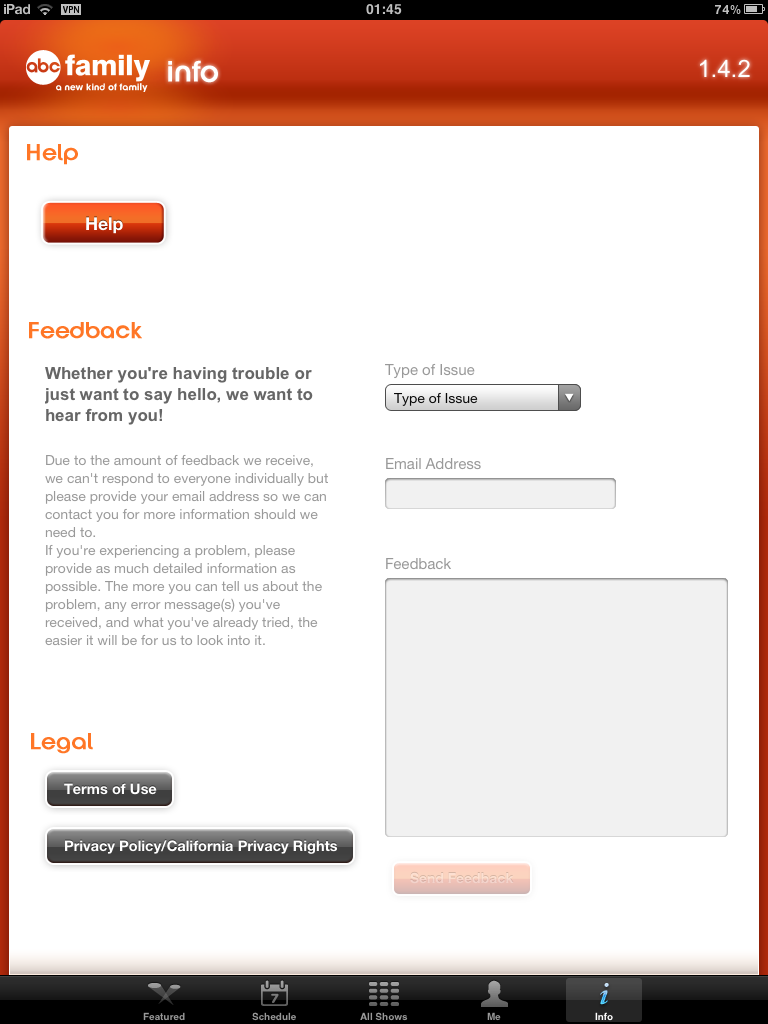 iPad VPN 01:45 74%
abc family info 1.4.2
a new kind of family
Help
Help
Feedback
Whether you're having trouble or
just want to say hello, we want to
hear from you!
Due to the amount of feedback we receive,
we can't respond to everyone individually but
please provide your email address so we can
contact you for more information should we
need to.
If you're experiencing a problem, please
provide as much detailed information as
possible. The more you can tell us about the
problem, any error message(s) you've
received, and what you've already tried, the
easier it will be for us to look into it.
Type of Issue
Type of Issue
Email Address
Feedback
Send Feedback
Legal
Terms of Use
Privacy Policy/California Privacy Rights
7
Featured Schedule All Shows Me Info